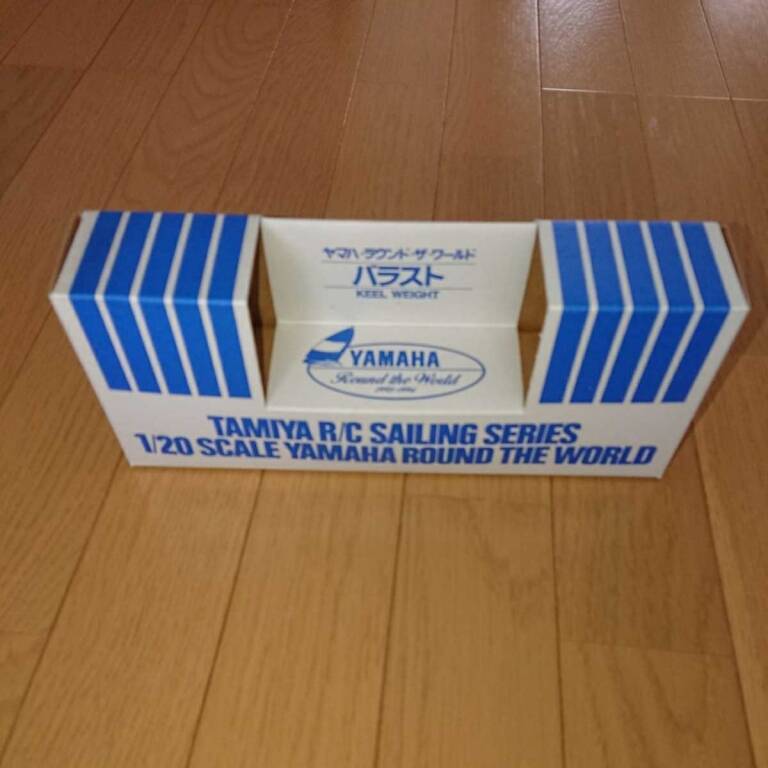 ヤマハ・ラウンド・ザ・ワールド
バラスト
KEEL WEIGHT
YAMAHA
Round the World
TAMIYA R/C SAILING SERIES
1/20 SCALE YAMAHA ROUND THE WORLD